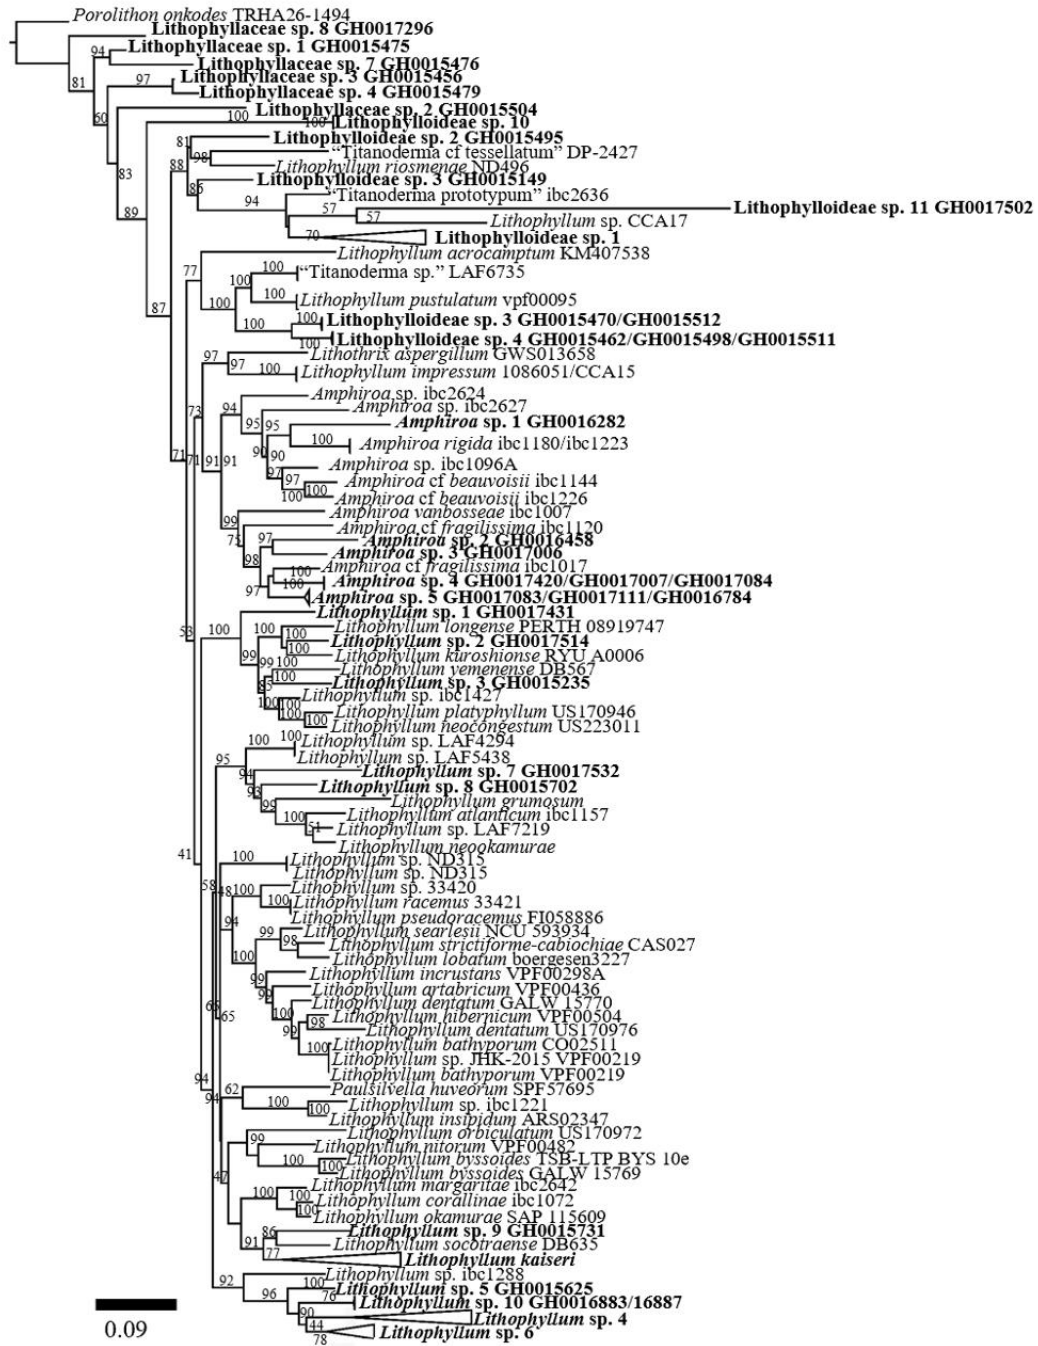 Porolithon onkodes TRHA26-1494
Lithophyllaceae sp. 8 GH0017296
94 Lithophyllaceae sp. 1 GH0015475
Lithophyllaceae sp. 7 GH0015476
81 97 Lithophyllaceae sp. 3 GH0015456
Lithophyllaceae sp. 4 GH0015479
60 Lithophyllaceae sp. 2 GH0015504
100 100 Lithophylloideae sp. 10
81 Lithophylloideae sp. 2 GH0015495
98 "Titanoderma cf tessellatum" DP-2427
83 88 Lithophyllum riosmenae ND496
86 Lithophylloideae sp. 3 GH0015149
94 "Titanoderma prototypum" ibc2636
89 57 Lithophylloideae sp. 11 GH0017502
57 Lithophyllum sp. CCA17
70 Lithophylloideae sp. 1
Lithophyllum acrocamptum KM407538
77 100 "Titanoderma sp." LAF6735
100
100 100 Lithophyllum pustulatum vpf00095
87 100 100 Lithophylloideae sp. 3 GH0015470/GH0015512
100 Lithophylloideae sp. 4 GH0015462/GH0015498/GH0015511
97 Lithothrix aspergillum GWS013658
97 100 Lithophyllum impressum 1086051/CCA15
Amphiroa sp. ibc2624
73 94 Amphiroa sp. ibc2627
95 95 Amphiroa sp. 1 GH0016282
100 Amphiroa rigida ibc1180/ibc1223
71 71 91 91 90 90 Amphiroa sp. ibc1096A
97 97 Amphiroa cf beauvoisii ibc1144
100 100 Amphiroa cf beauvoisii ibc1226
Amphiroa vanbosseae ibc1007
99 Amphiroa cf fragilissima ibc1120
75 97 Amphiroa sp. 2 GH0016458
98 Amphiroa sp. 3 GH0017006
100 Amphiroa cf fragilissima ibc1017
100 Amphiroa sp. 4 GH0017420/GH0017007/GH0017084
97 Amphiroa sp. 5 GH0017083/GH0017111/GH0016784
Lithophyllum sp. 1 GH0017431
53 100 100 Lithophyllum longense PERTH 08919747
100 Lithophyllum sp. 2 GH0017514
99 100 Lithophyllum kuroshionse RYU A0006
99 100 Lithophyllum yemenense DB567
85 100 Lithophyllum sp. 3 GH0015235
100 100 Lithophyllum sp. ibc1427
100 Lithophyllum platyphyllum US170946
100 Lithophyllum neocongestum US223011
100 100 Lithophyllum sp. LAF4294
95 Lithophyllum sp. LAF5438
94 Lithophyllum sp. 7 GH0017532
93 Lithophyllum sp. 8 GH0015702
99 Lithophyllum grumosum
100 Lithophyllum atlanticum ibc1157
51 Lithophyllum sp. LAF7219
Lithophyllum neookamurae
41 100 Lithophyllum sp. ND315
Lithophyllum sp. ND315
58 48 100 Lithophyllum sp. 33420
100 Lithophyllum racemus 33421
94 Lithophyllum pseudoracemus FI058886
99 Lithophyllum searlesii NCU 593934
98 Lithophyllum strictiforme-cabiochiae CAS027
100 Lithophyllum lobatum boergesen3227
99 Lithophyllum incrustans VPF00298A
99 Lithophyllum artabricum VPF00436
65 100 Lithophyllum dentatum GALW 15770
65 98 Lithophyllum hibernicum VPF00504
99 Lithophyllum dentatum US170976
100 Lithophyllum bathyporum CO02511
Lithophyllum sp. JHK-2015 VPF00219
94 Lithophyllum bathyporum VPF00219
94 62 Paulsilvella huveorum SPF57695
100 100 Lithophyllum sp. ibc1221
Lithophyllum insipidum ARS02347
Lithophyllum orbiculatum US170972
99 Lithophyllum nitorum VPF00482
100 Lithophyllum byssoides TSB-LTP BYS 10e
47 100 Lithophyllum byssoides GALW 15769
100 Lithophyllum margaritae ibc2642
100 Lithophyllum corallinae ibc1072
100 Lithophyllum okamurae SAP 115609
86 Lithophyllum sp. 9 GH0015731
91 Lithophyllum socotraense DB635
77 Lithophyllum kaiseri
92 Lithophyllum sp. ibc1288
96 100 Lithophyllum sp. 5 GH0015625
76 Lithophyllum sp. 10 GH0016883/16887
90 Lithophyllum sp. 4
44
78 Lithophyllum sp. 6
0.09